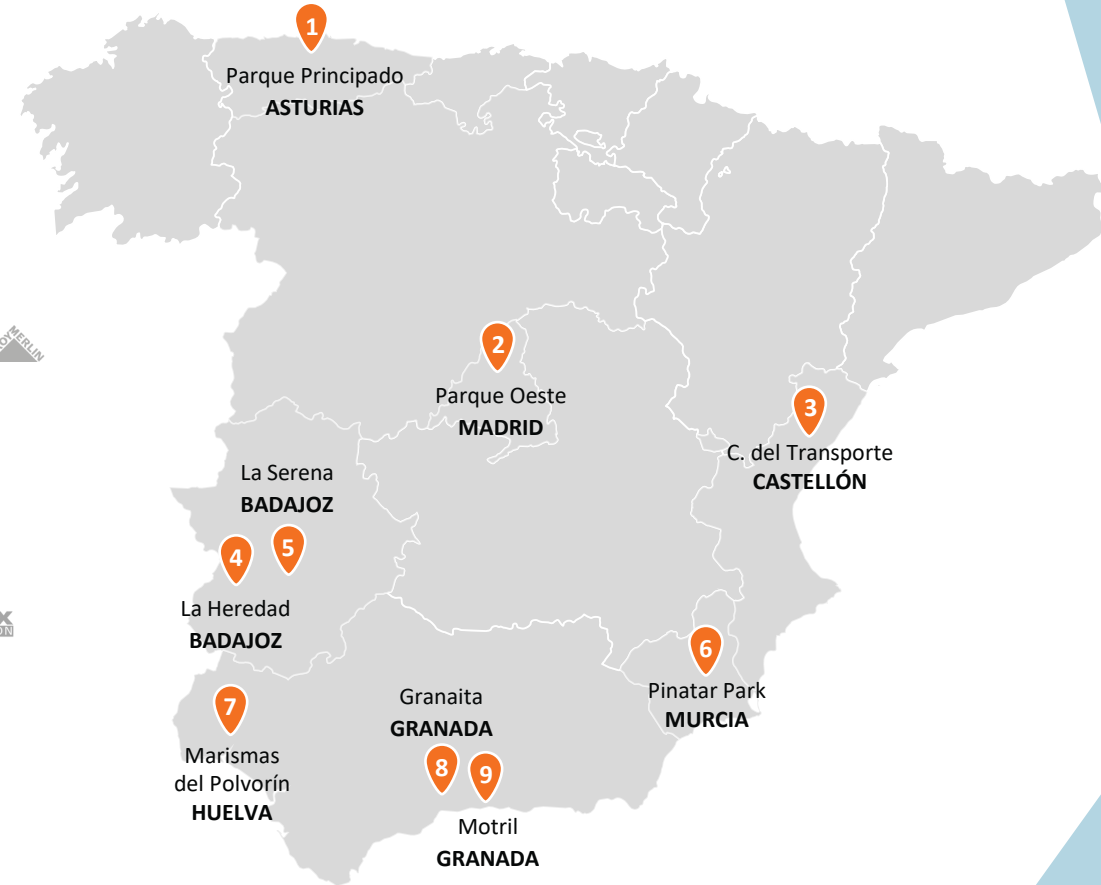 1
Parque Principado
ASTURIAS
2
Parque Oeste
MADRID
3
C. del Transporte
CASTELLÓN
La Serena
BADAJOZ
4
5
La Heredad
BADAJOZ
6
Pinatar Park
MURCIA
7
Marismas
del Polvorín
HUELVA
Granaita
GRANADA
8
9
Motril
GRANADA